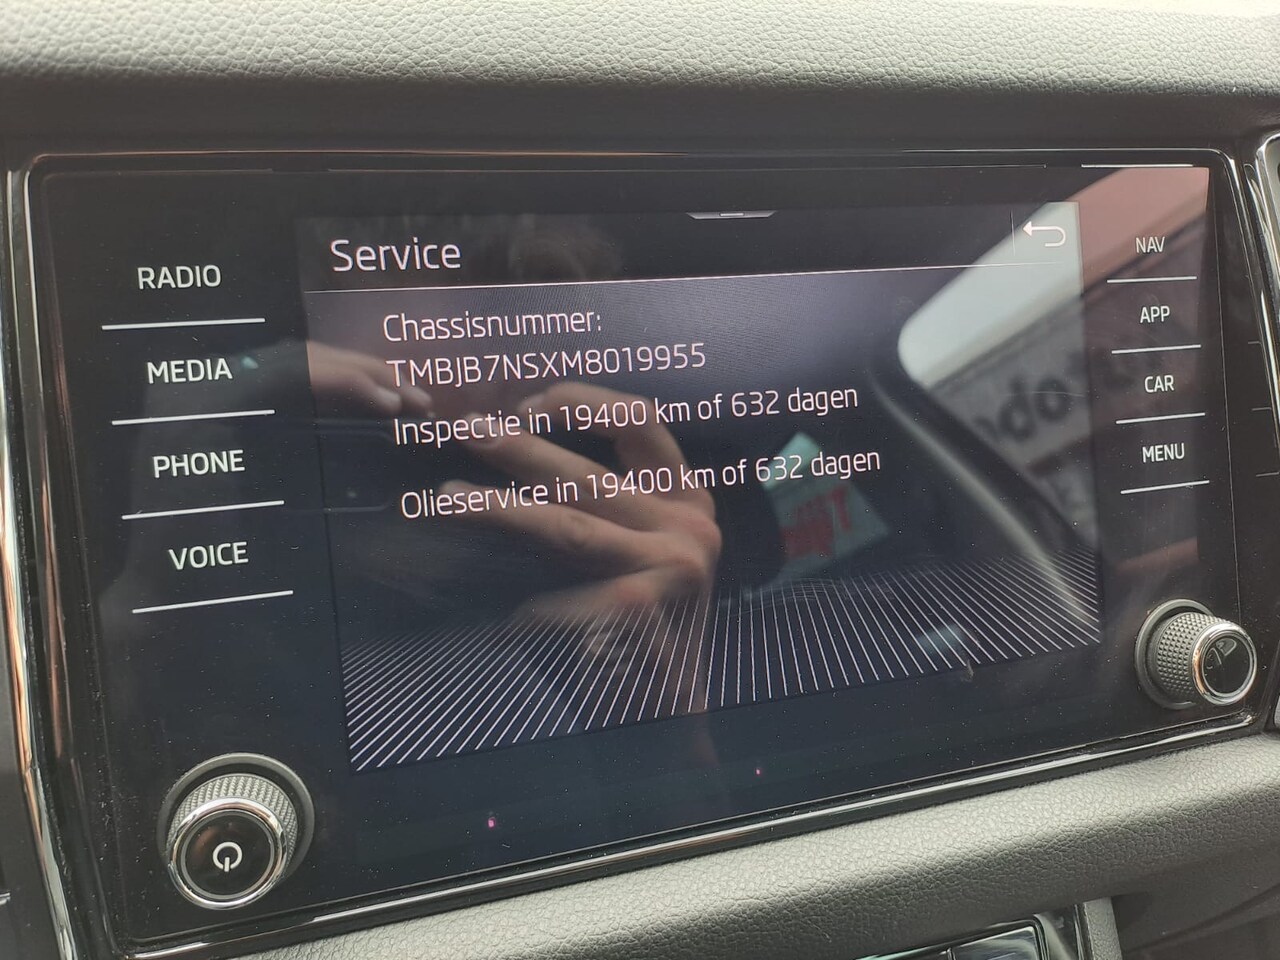 Service
Chassisnummer:
TMBJB7NSXM8019955
Inspectie in 19400 km of 632 dagen
Olieservice in 19400 km of 632 dagen
RADIO
MEDIA
PHONE
VOICE
NAV
APP
CAR
MENU